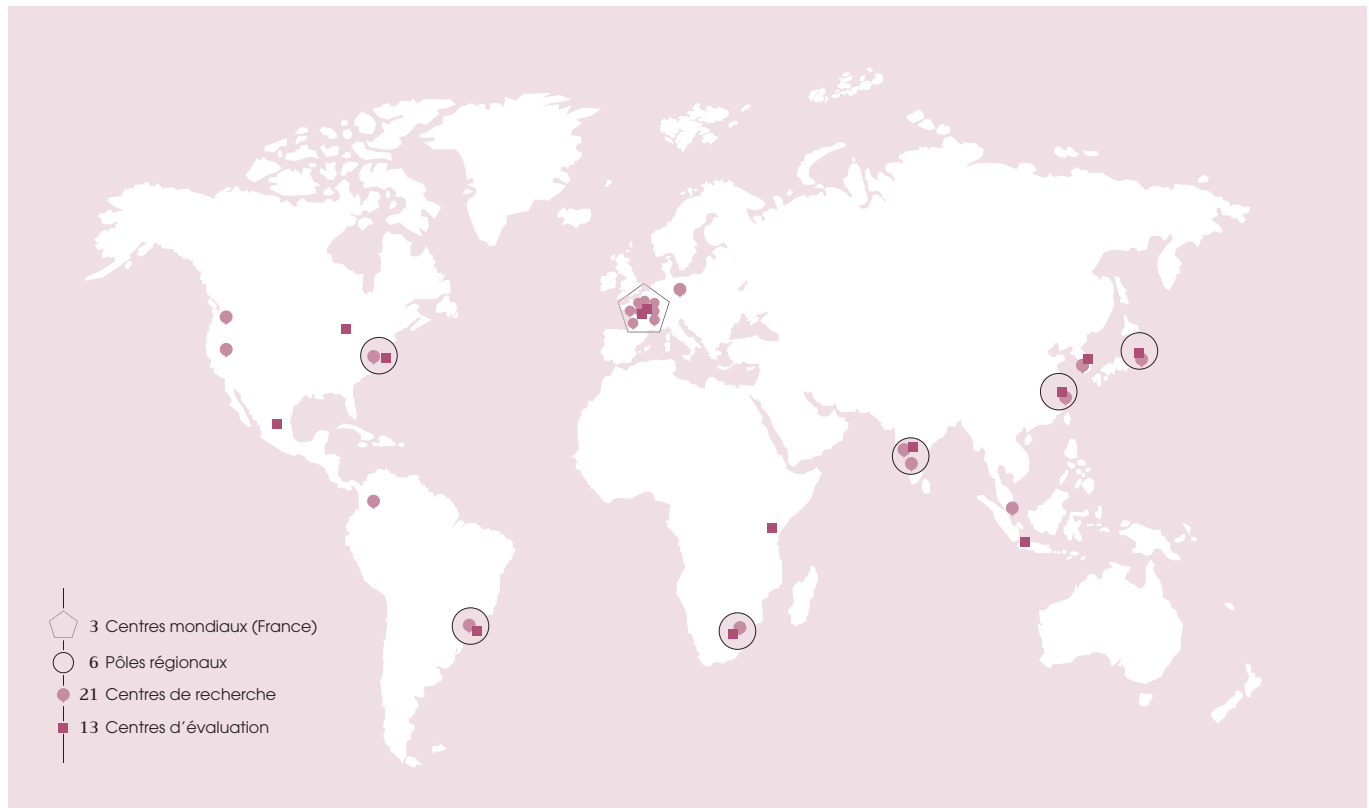 3 Centres mondiaux (France)
6 Pôles régionaux
21 Centres de recherche
13 Centres d'évaluation